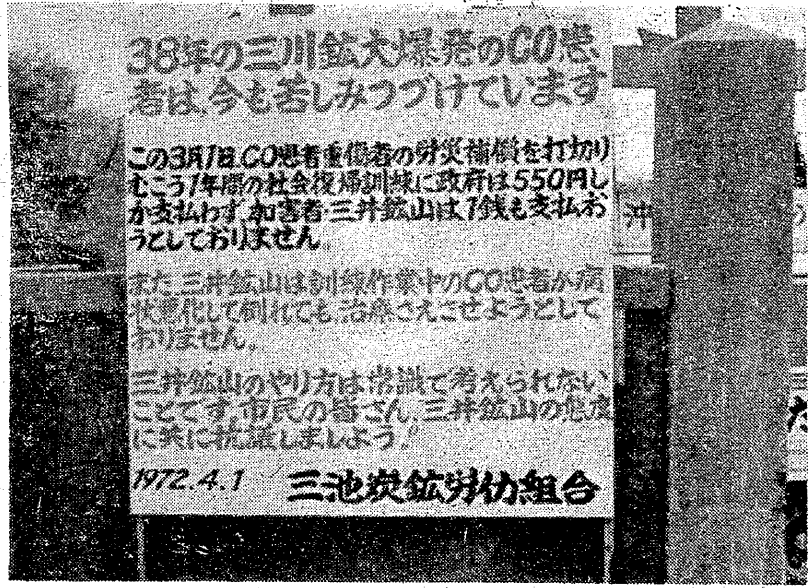 38年の三川鉱大爆発のCO患
者は、今も苦しみつづけています
この3月1日、CO患者重傷者の労災補償を打切り
むこう1年間の社会復帰訓練に政府は550円し
か支払わず、加害者・三井鉱山は、1銭も支払お
うとしておりません。
また、三井鉱山は訓練作業中のCO患者が病
状悪化して倒れても、治療さえさせようとして
おりません。
三井鉱山のやり方は常識で考えられない
ことです。市民の皆さん、三井鉱山の態度
に共に抗議しましょう！
1972.4.1 三池炭鉱労仂組合
沖